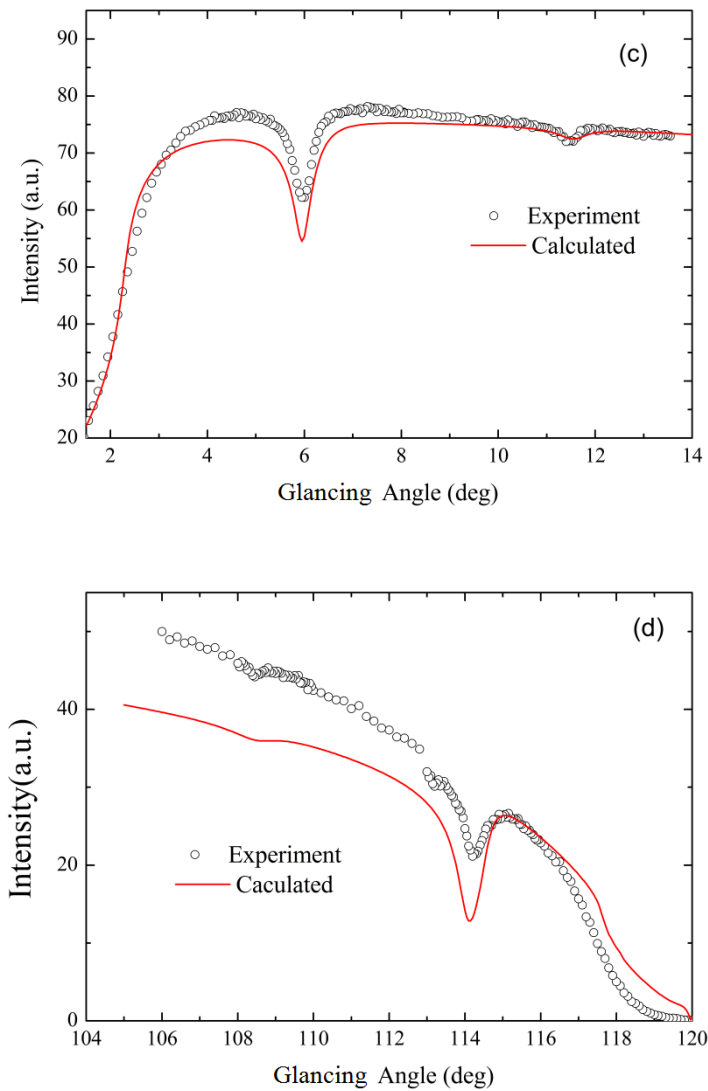 90
(c)
80
70
60
50
40
30
20
Intensity (a.u.)
Experiment
Calculated
2 4 6 8 10 12 14
Glancing Angle (deg)
(d)
40
20
0
Intensity(a.u.)
Experiment
Caculated
104 106 108 110 112 114 116 118 120
Glancing Angle (deg)